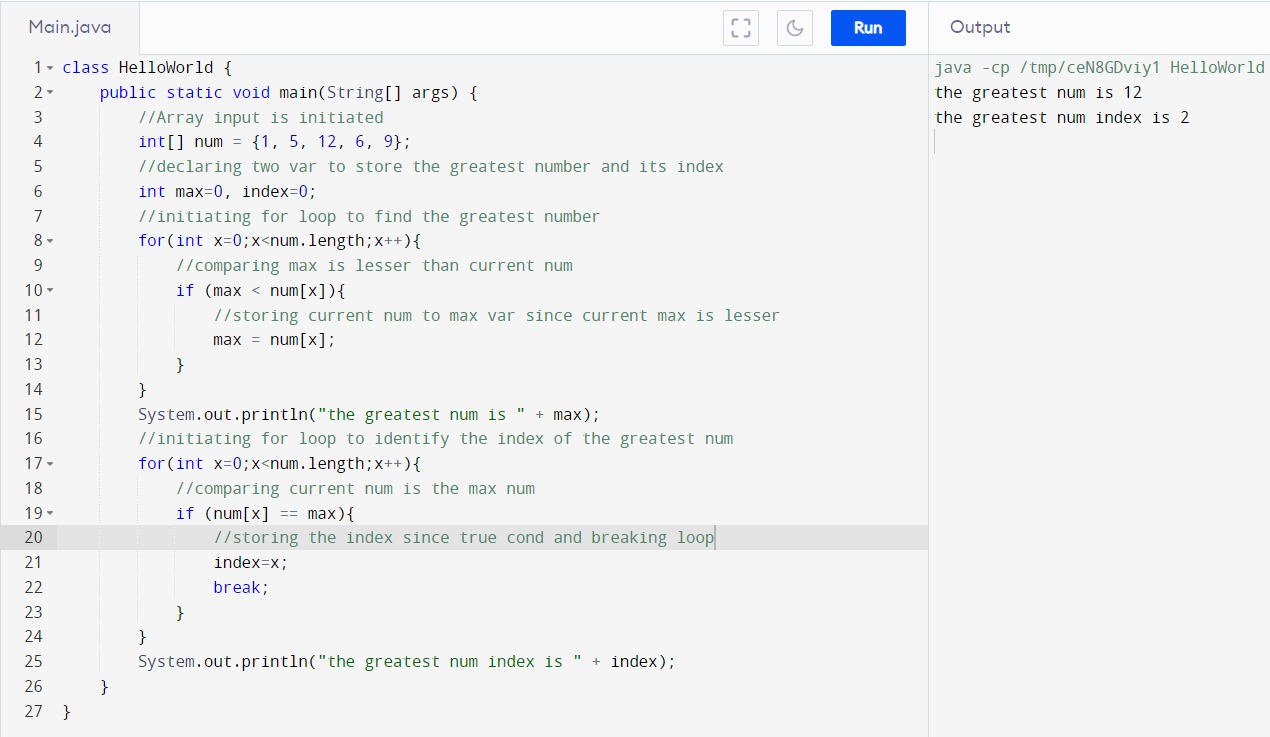 Main.java
Run
Output
1 class HelloWorld {
2 public static void main(String[] args) {
3 //Array input is initiated
4 int[] num = {1, 5, 12, 6, 9};
5 //declaring two var to store the greatest number and its index
6 int max=0, index=0;
7 //initiating for loop to find the greatest number
8 for(int x=0;x<num.length;x++){
9 //comparing max is lesser than current num
10 if (max < num[x]){
11 //storing current num to max var since current max is lesser
12 max = num[x];
13 }
14 }
15 System.out.println("the greatest num is " + max);
16 //initiating for loop to identify the index of the greatest num
17 for(int x=0;x<num.length;x++){
18 //comparing current num is the max num
19 if (num[x] == max){
20 //storing the index since true cond and breaking loop
21 index=x;
22 break;
23 }
24 }
25 System.out.println("the greatest num index is " + index);
26 }
27 }
java -cp /tmp/ceN8GDviy1 HelloWorld
the greatest num is 12
the greatest num index is 2